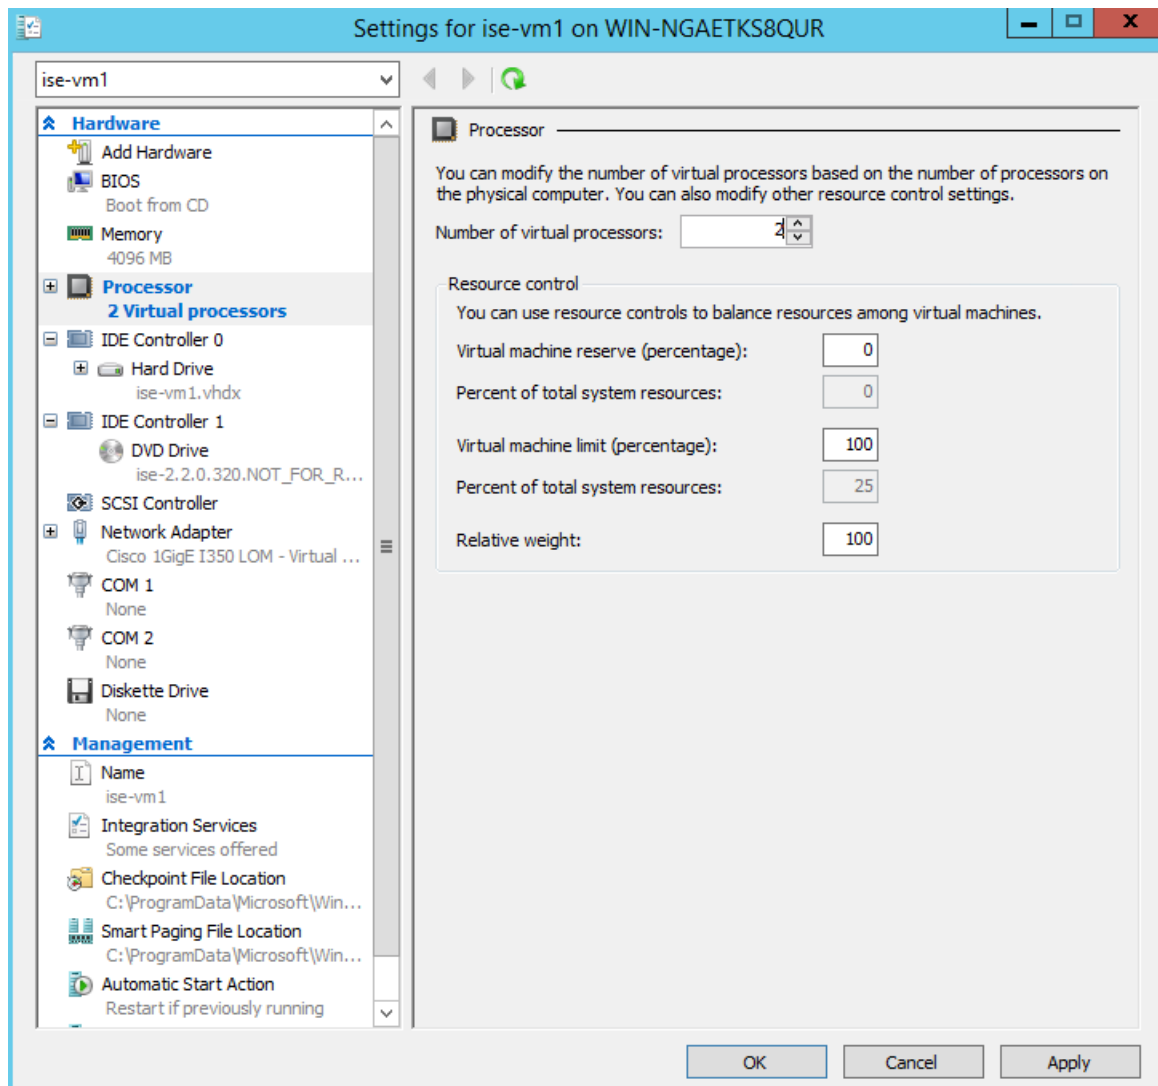 Settings for ise-vm1 on WIN-NGAETKS8QUR
x
ise-vm1
Hardware
Add Hardware
BIOS
Boot from CD
Memory
4096 MB
Processor
2 Virtual processors
IDE Controller 0
Hard Drive
ise-vm1.vhdx
IDE Controller 1
DVD Drive
ise-2.2.0.320.NOT_FOR_R...
SCSI Controller
Network Adapter
Cisco 1GigE I350 LOM - Virtual ...
COM 1
None
COM 2
None
Diskette Drive
None
Management
Name
ise-vm1
Integration Services
Some services offered
Checkpoint File Location
C:\ProgramData\Microsoft\Win...
Smart Paging File Location
C:\ProgramData\Microsoft\Win...
Automatic Start Action
Restart if previously running
Processor
You can modify the number of virtual processors based on the number of processors on
the physical computer. You can also modify other resource control settings.
Number of virtual processors: 2
Resource control
You can use resource controls to balance resources among virtual machines.
Virtual machine reserve (percentage): 0
Percent of total system resources: 0
Virtual machine limit (percentage): 100
Percent of total system resources: 25
Relative weight: 100
OK Cancel Apply